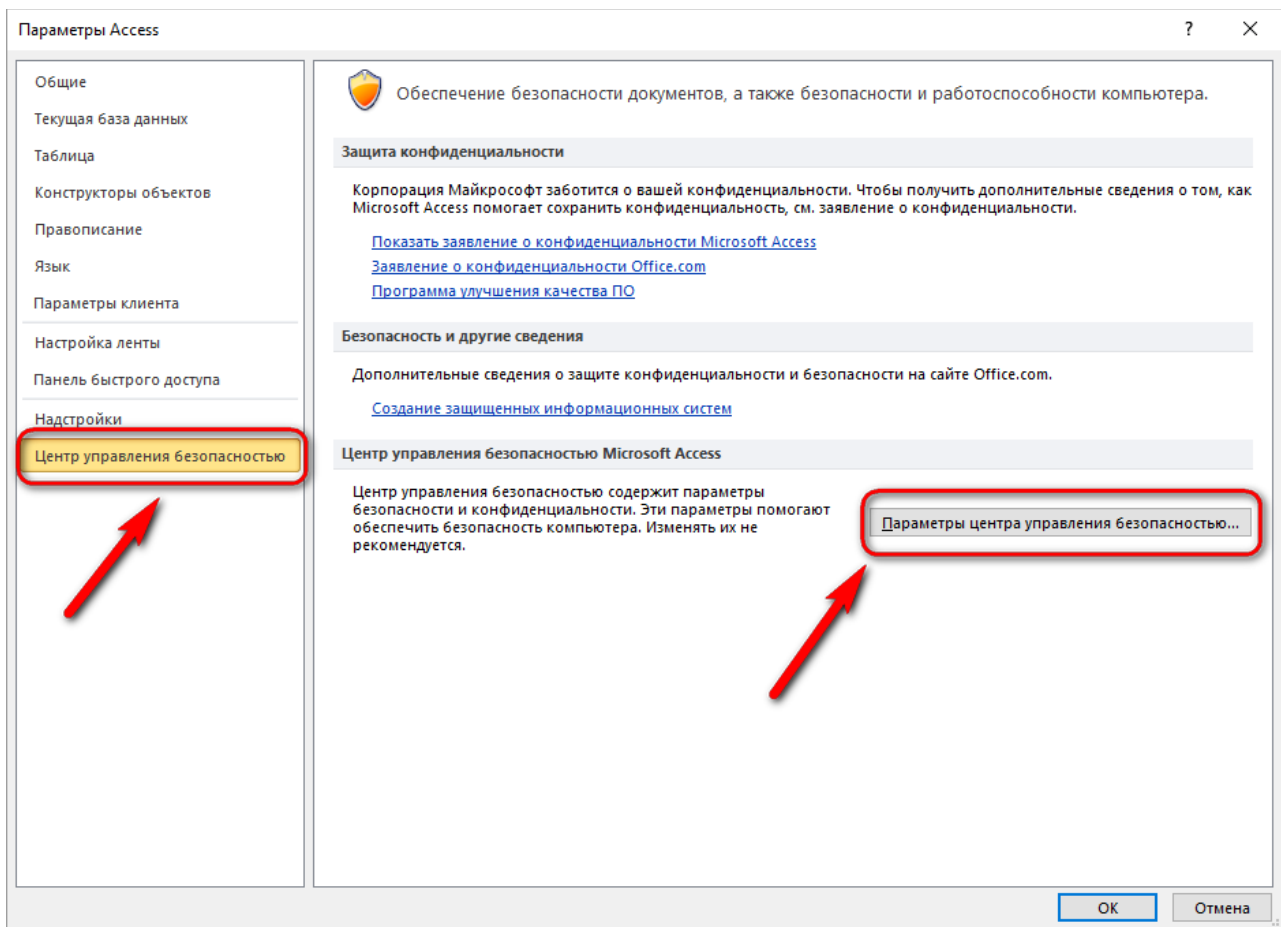 Параметры Access
?
Общие
Текущая база данных
Таблица
Конструкторы объектов
Правописание
Язык
Параметры клиента
Настройка ленты
Панель быстрого доступа
Надстройки
Центр управления безопасностью
Обеспечение безопасности документов, а также безопасности и работоспособности компьютера.
Защита конфиденциальности
Корпорация Майкрософт заботится о вашей конфиденциальности. Чтобы получить дополнительные сведения о том, как
Microsoft Access помогает сохранить конфиденциальность, см. заявление о конфиденциальности.
Показать заявление о конфиденциальности Microsoft Access
Заявление о конфиденциальности Office.com
Программа улучшения качества ПО
Безопасность и другие сведения
Дополнительные сведения о защите конфиденциальности и безопасности на сайте Office.com.
Создание защищенных информационных систем
Центр управления безопасностью Microsoft Access
Центр управления безопасностью содержит параметры
безопасности и конфиденциальности. Эти параметры помогают
обеспечить безопасность компьютера. Изменять их не
рекомендуется.
Параметры центра управления безопасностью...
ОК
Отмена